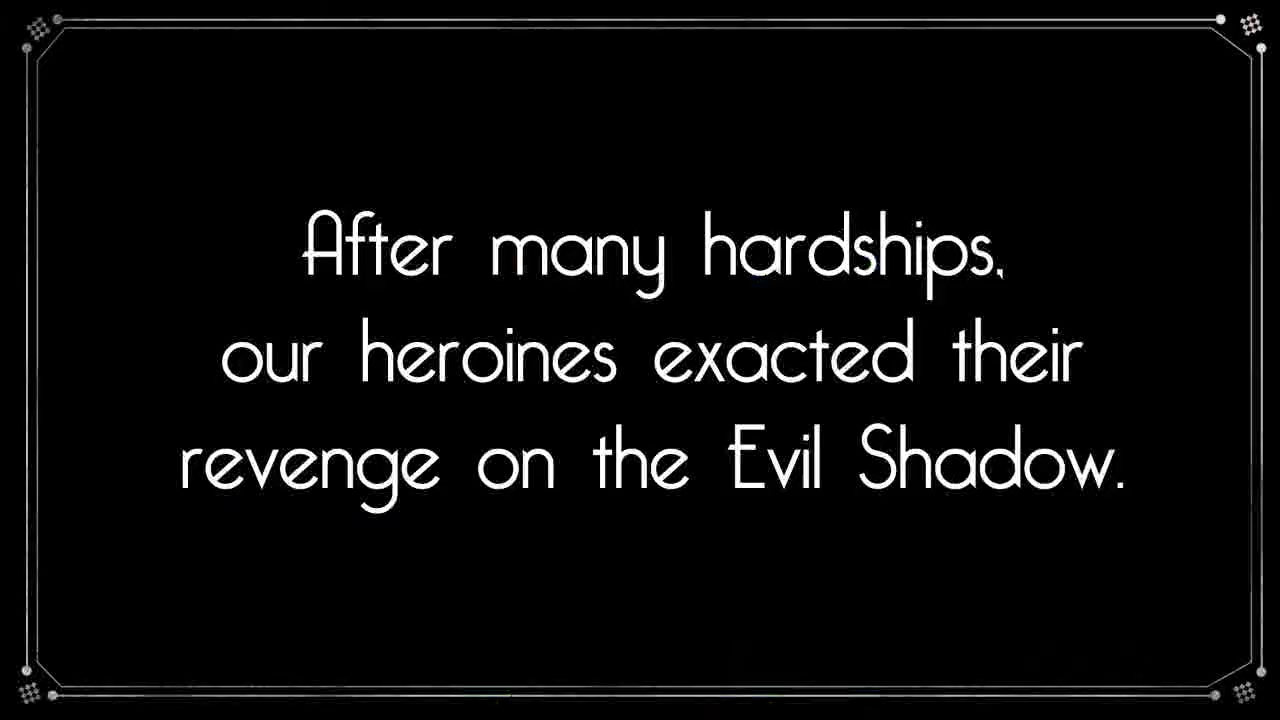 After many hardships,
our heroines exacted their
revenge on the Evil Shadow.